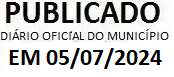 PUBLICADO
DIÁRIO OFICIAL DO MUNICÍPIO
EM 05/07/2024